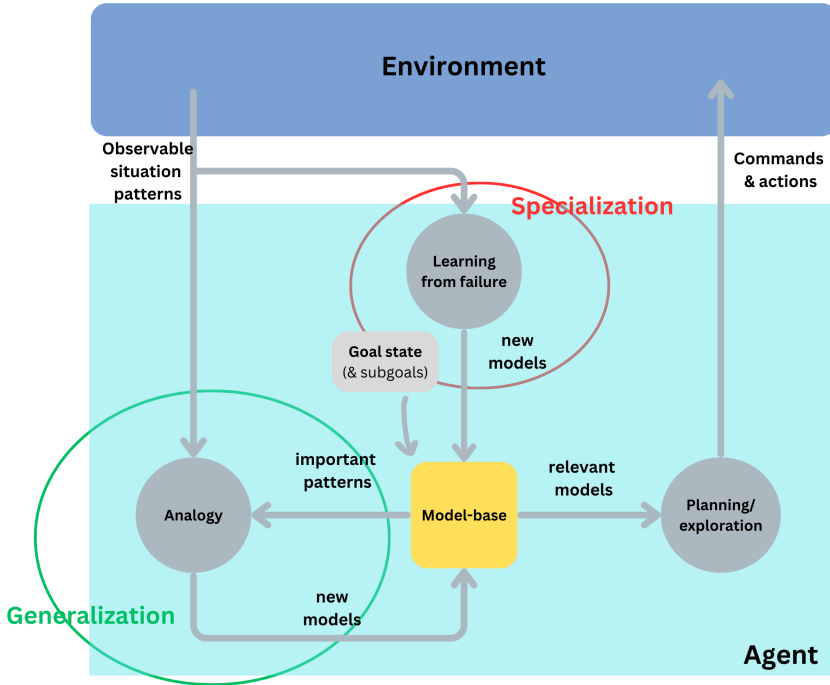 Environment
Observable
situation
patterns
Commands
& actions
Specialization
Learning
from failure
new
models
Goal state
(& subgoals)
important
patterns
relevant
models
Analogy
Model-base
Planning/
exploration
new
models
Generalization
Agent